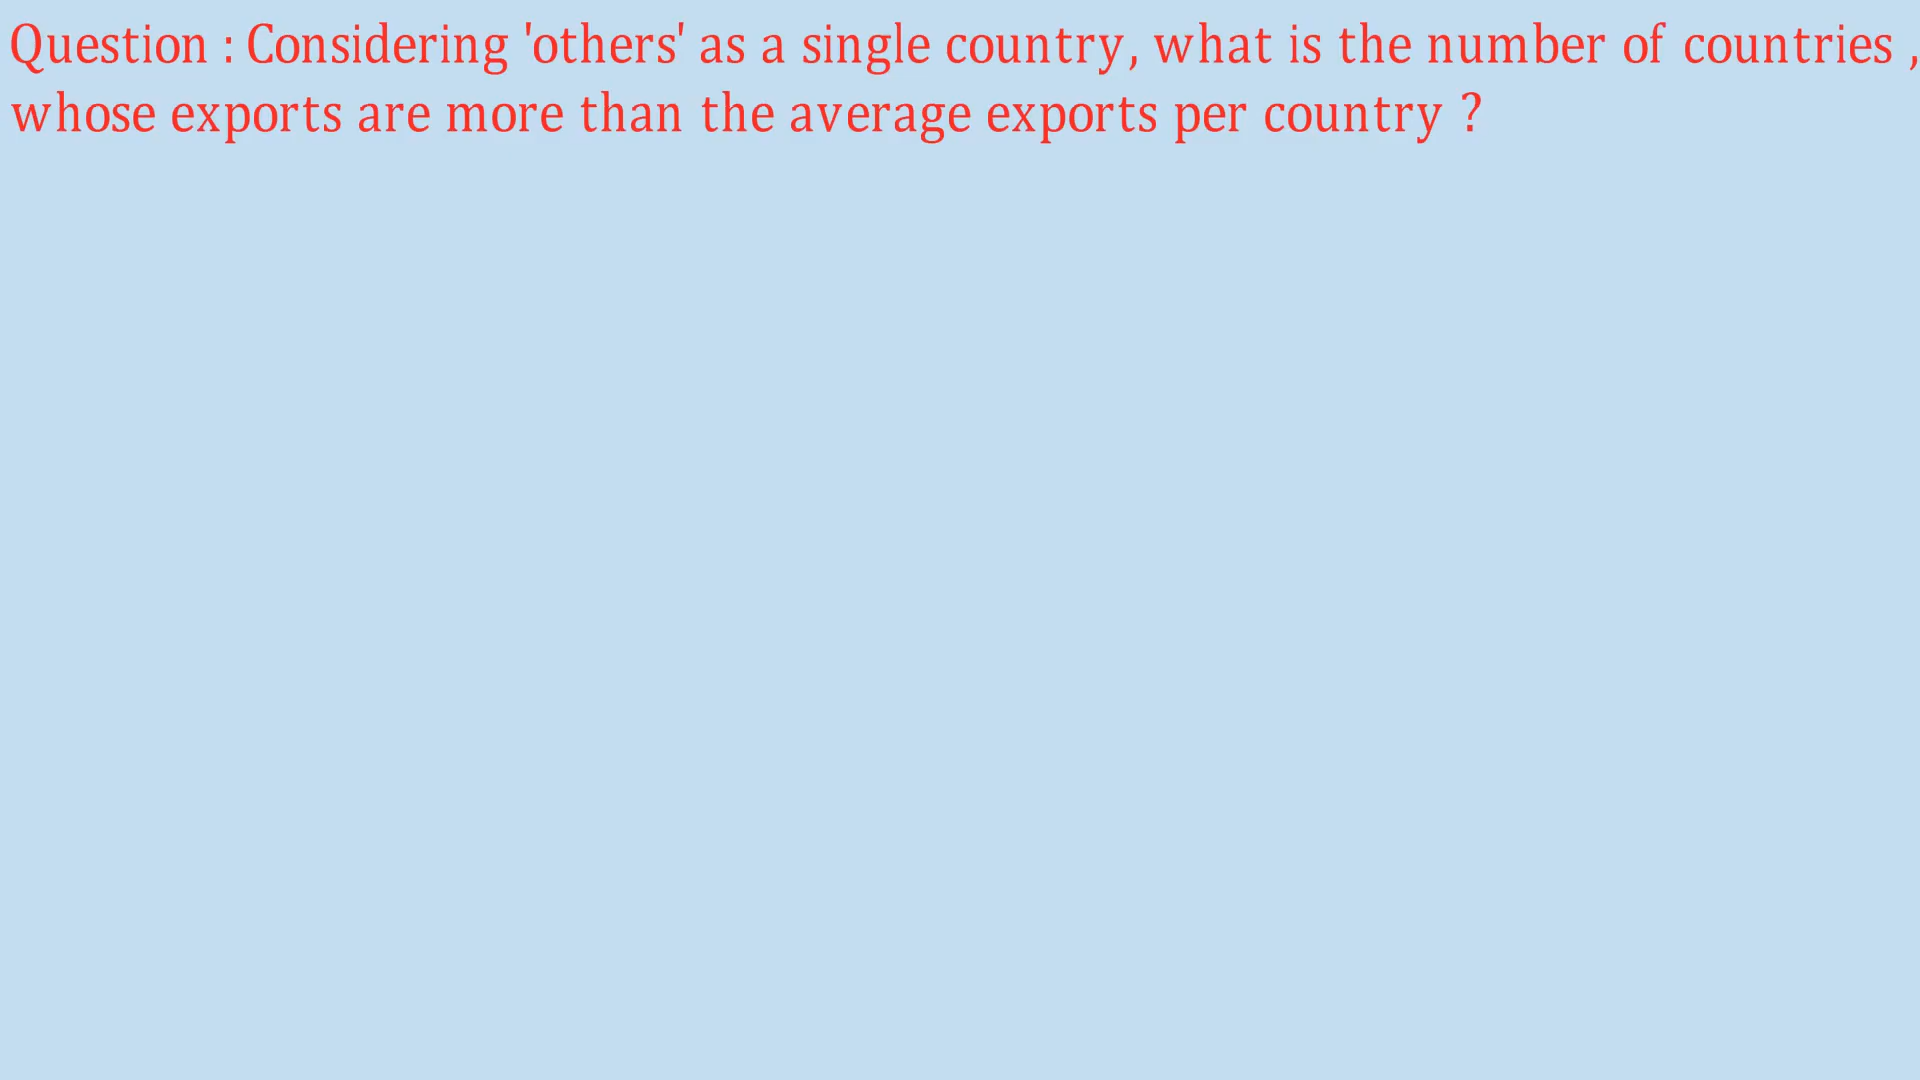 Question : Considering 'others' as a single country, what is the number of countries ,
whose exports are more than the average exports per country ?